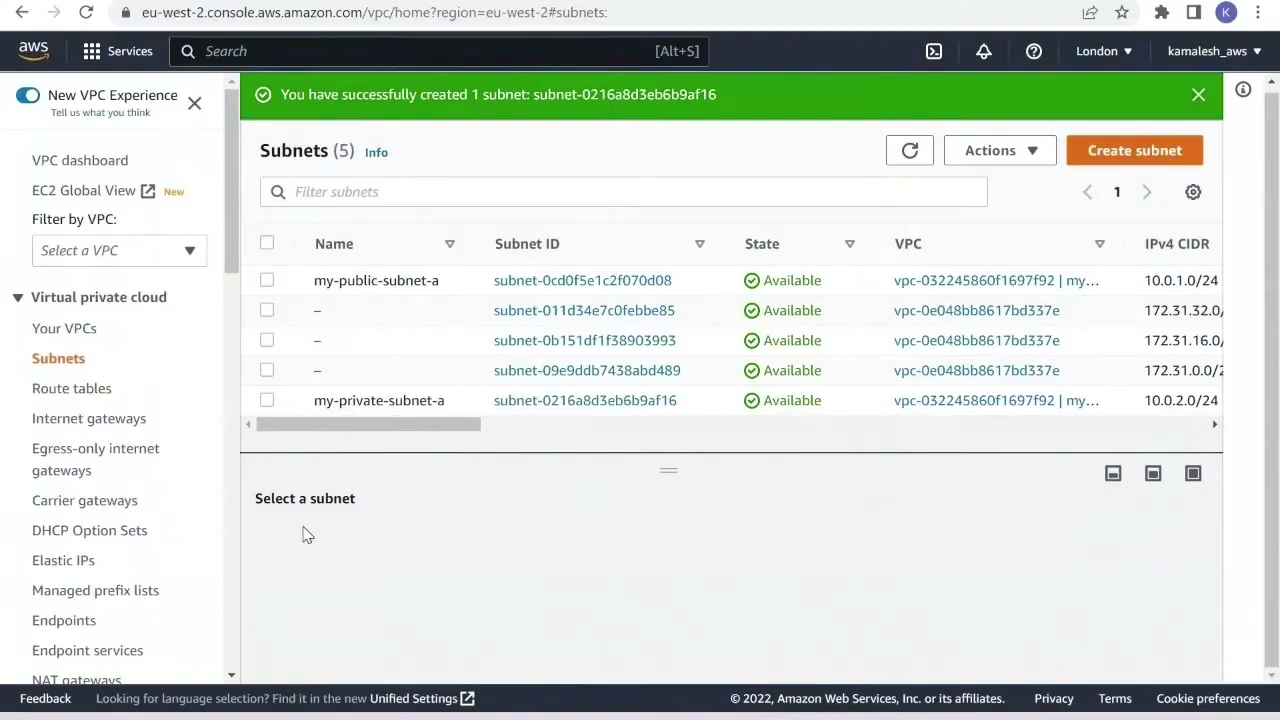 eu-west-2.console.aws.amazon.com/vpc/home?region=eu-west-2#subnets:
K
aws
Services
Search
[Alt+S]
London
kamalesh_aws
New VPC Experience
Tell us what you think
You have successfully created 1 subnet: subnet-0216a8d3eb6b9af16
VPC dashboard
EC2 Global View
New
Filter by VPC:
Select a VPC
Virtual private cloud
Your VPCs
Subnets
Route tables
Internet gateways
Egress-only internet
gateways
Carrier gateways
DHCP Option Sets
Elastic IPs
Managed prefix lists
Endpoints
Endpoint services
NAT gateways
Subnets (5) Info
Actions
Create subnet
Filter subnets
1
Name Subnet ID State VPC IPv4 CIDR
my-public-subnet-a subnet-0cd0f5e1c2f070d08 Available vpc-032245860f1697f92 | my... 10.0.1.0/24
– subnet-011d34e7c0febbe85 Available vpc-0e048bb8617bd337e 172.31.32.0/
– subnet-0b151df1f38903993 Available vpc-0e048bb8617bd337e 172.31.16.0/
– subnet-09e9ddb7438abd489 Available vpc-0e048bb8617bd337e 172.31.0.0/2
my-private-subnet-a subnet-0216a8d3eb6b9af16 Available vpc-032245860f1697f92 | my... 10.0.2.0/24
Select a subnet
Feedback
Looking for language selection? Find it in the new Unified Settings
© 2022, Amazon Web Services, Inc. or its affiliates.
Privacy
Terms
Cookie preferences